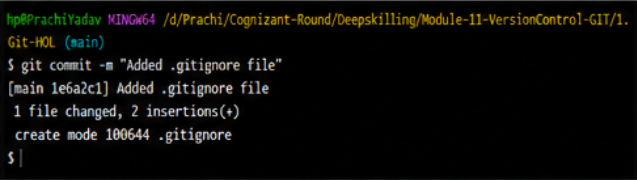 hp@PrachiYadav MINGW64 /d/Prachi/Cognizant-Round/Deepskilling/Module-11-VersionControl-GIT/1.
Git-HOL (main)
$ git commit -m "Added .gitignore file"
[main 1e6a2c1] Added .gitignore file
1 file changed, 2 insertions(+)
create mode 100644 .gitignore
$